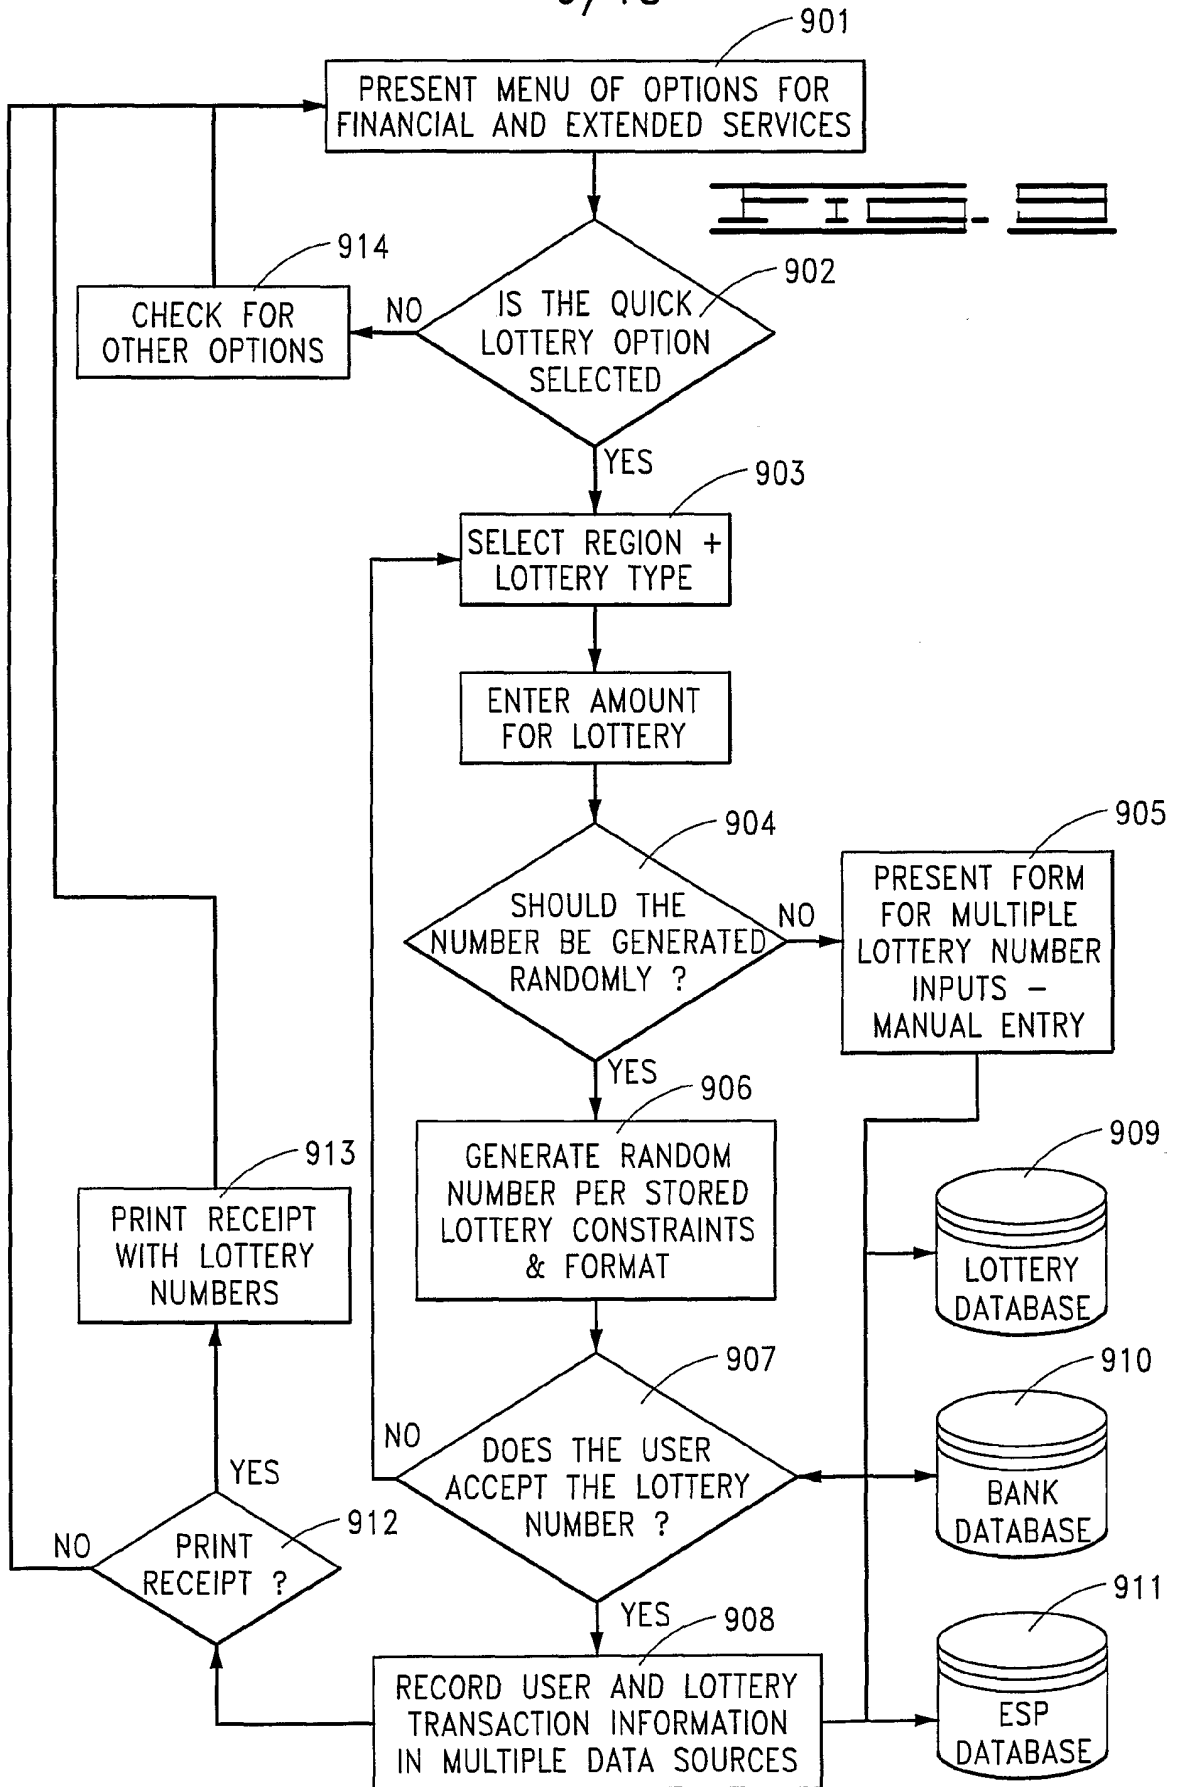 901
PRESENT MENU OF OPTIONS FOR
FINANCIAL AND EXTENDED SERVICES
914
902
CHECK FOR
OTHER OPTIONS
NO
IS THE QUICK
LOTTERY OPTION
SELECTED
YES
903
SELECT REGION +
LOTTERY TYPE
ENTER AMOUNT
FOR LOTTERY
904
905
SHOULD THE
NUMBER BE GENERATED
RANDOMLY ?
NO
PRESENT FORM
FOR MULTIPLE
LOTTERY NUMBER
INPUTS –
MANUAL ENTRY
YES
906
GENERATE RANDOM
NUMBER PER STORED
LOTTERY CONSTRAINTS
& FORMAT
909
LOTTERY
DATABASE
913
PRINT RECEIPT
WITH LOTTERY
NUMBERS
907
NO
DOES THE USER
ACCEPT THE LOTTERY
NUMBER ?
910
BANK
DATABASE
YES
912
NO
PRINT
RECEIPT ?
YES
908
911
RECORD USER AND LOTTERY
TRANSACTION INFORMATION
IN MULTIPLE DATA SOURCES
ESP
DATABASE